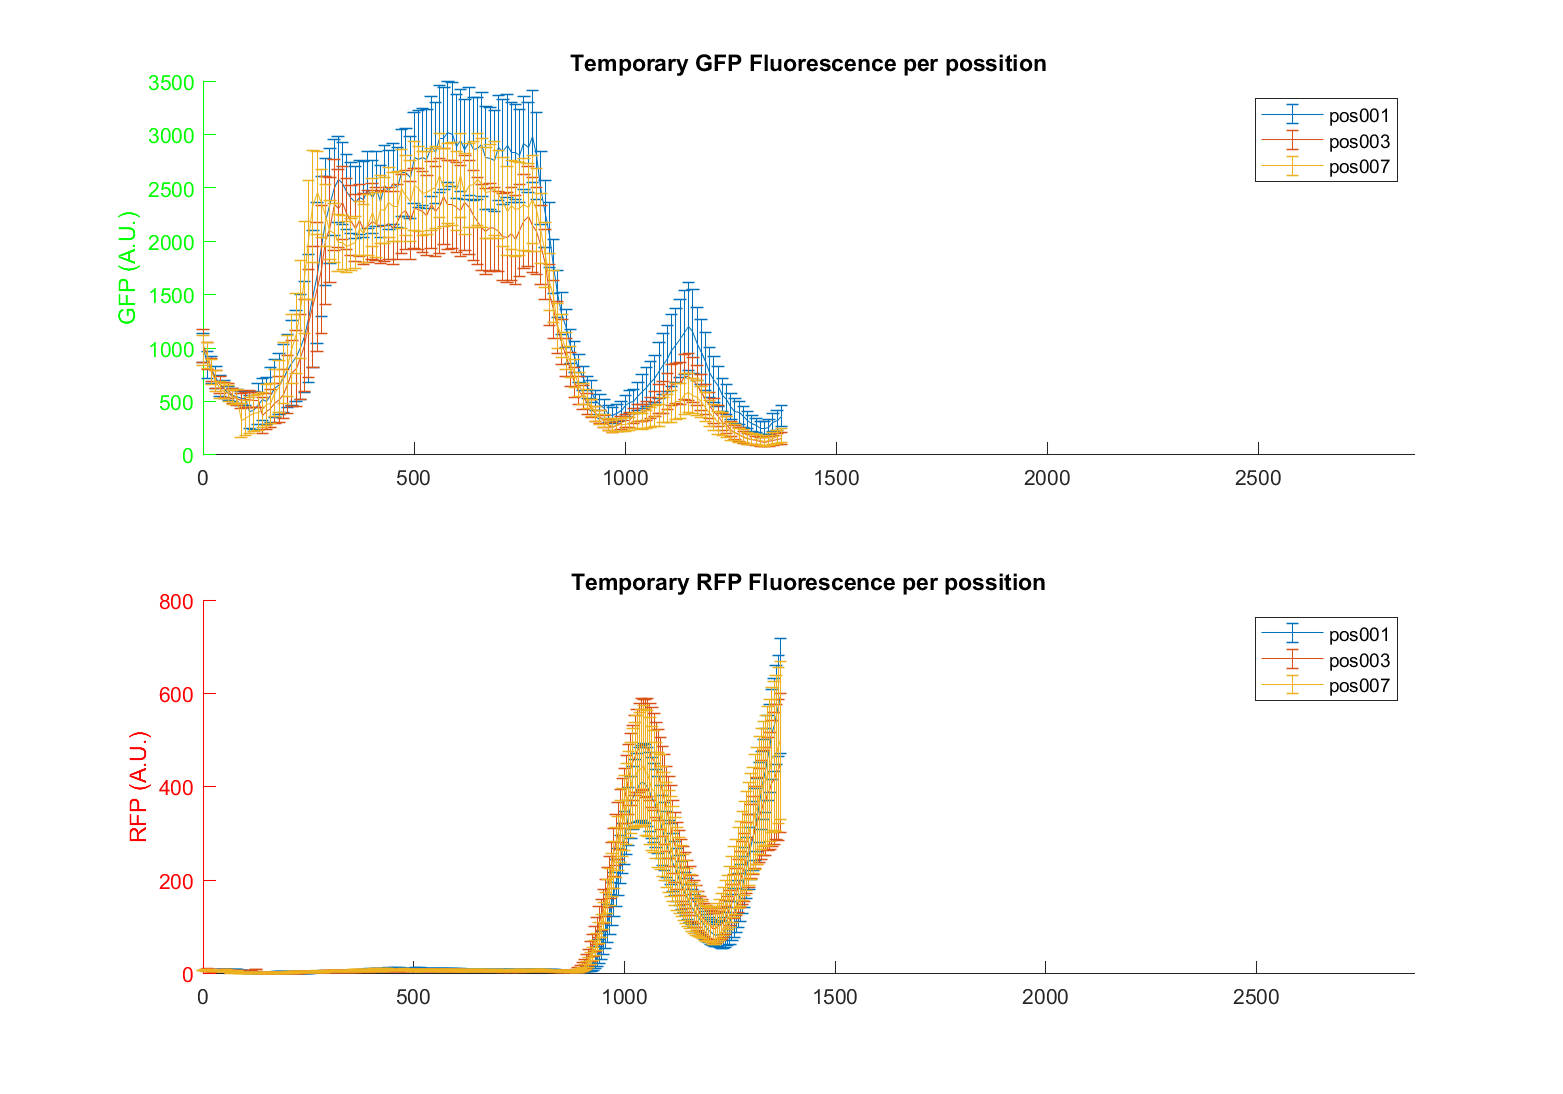 Temporary GFP Fluorescence per possition
3500
3000
2500
2000
1500
1000
500
0
GFP (A.U.)
0 500 1000 1500 2000 2500
pos001
pos003
pos007
Temporary RFP Fluorescence per possition
800
600
400
200
0
RFP (A.U.)
0 500 1000 1500 2000 2500
pos001
pos003
pos007